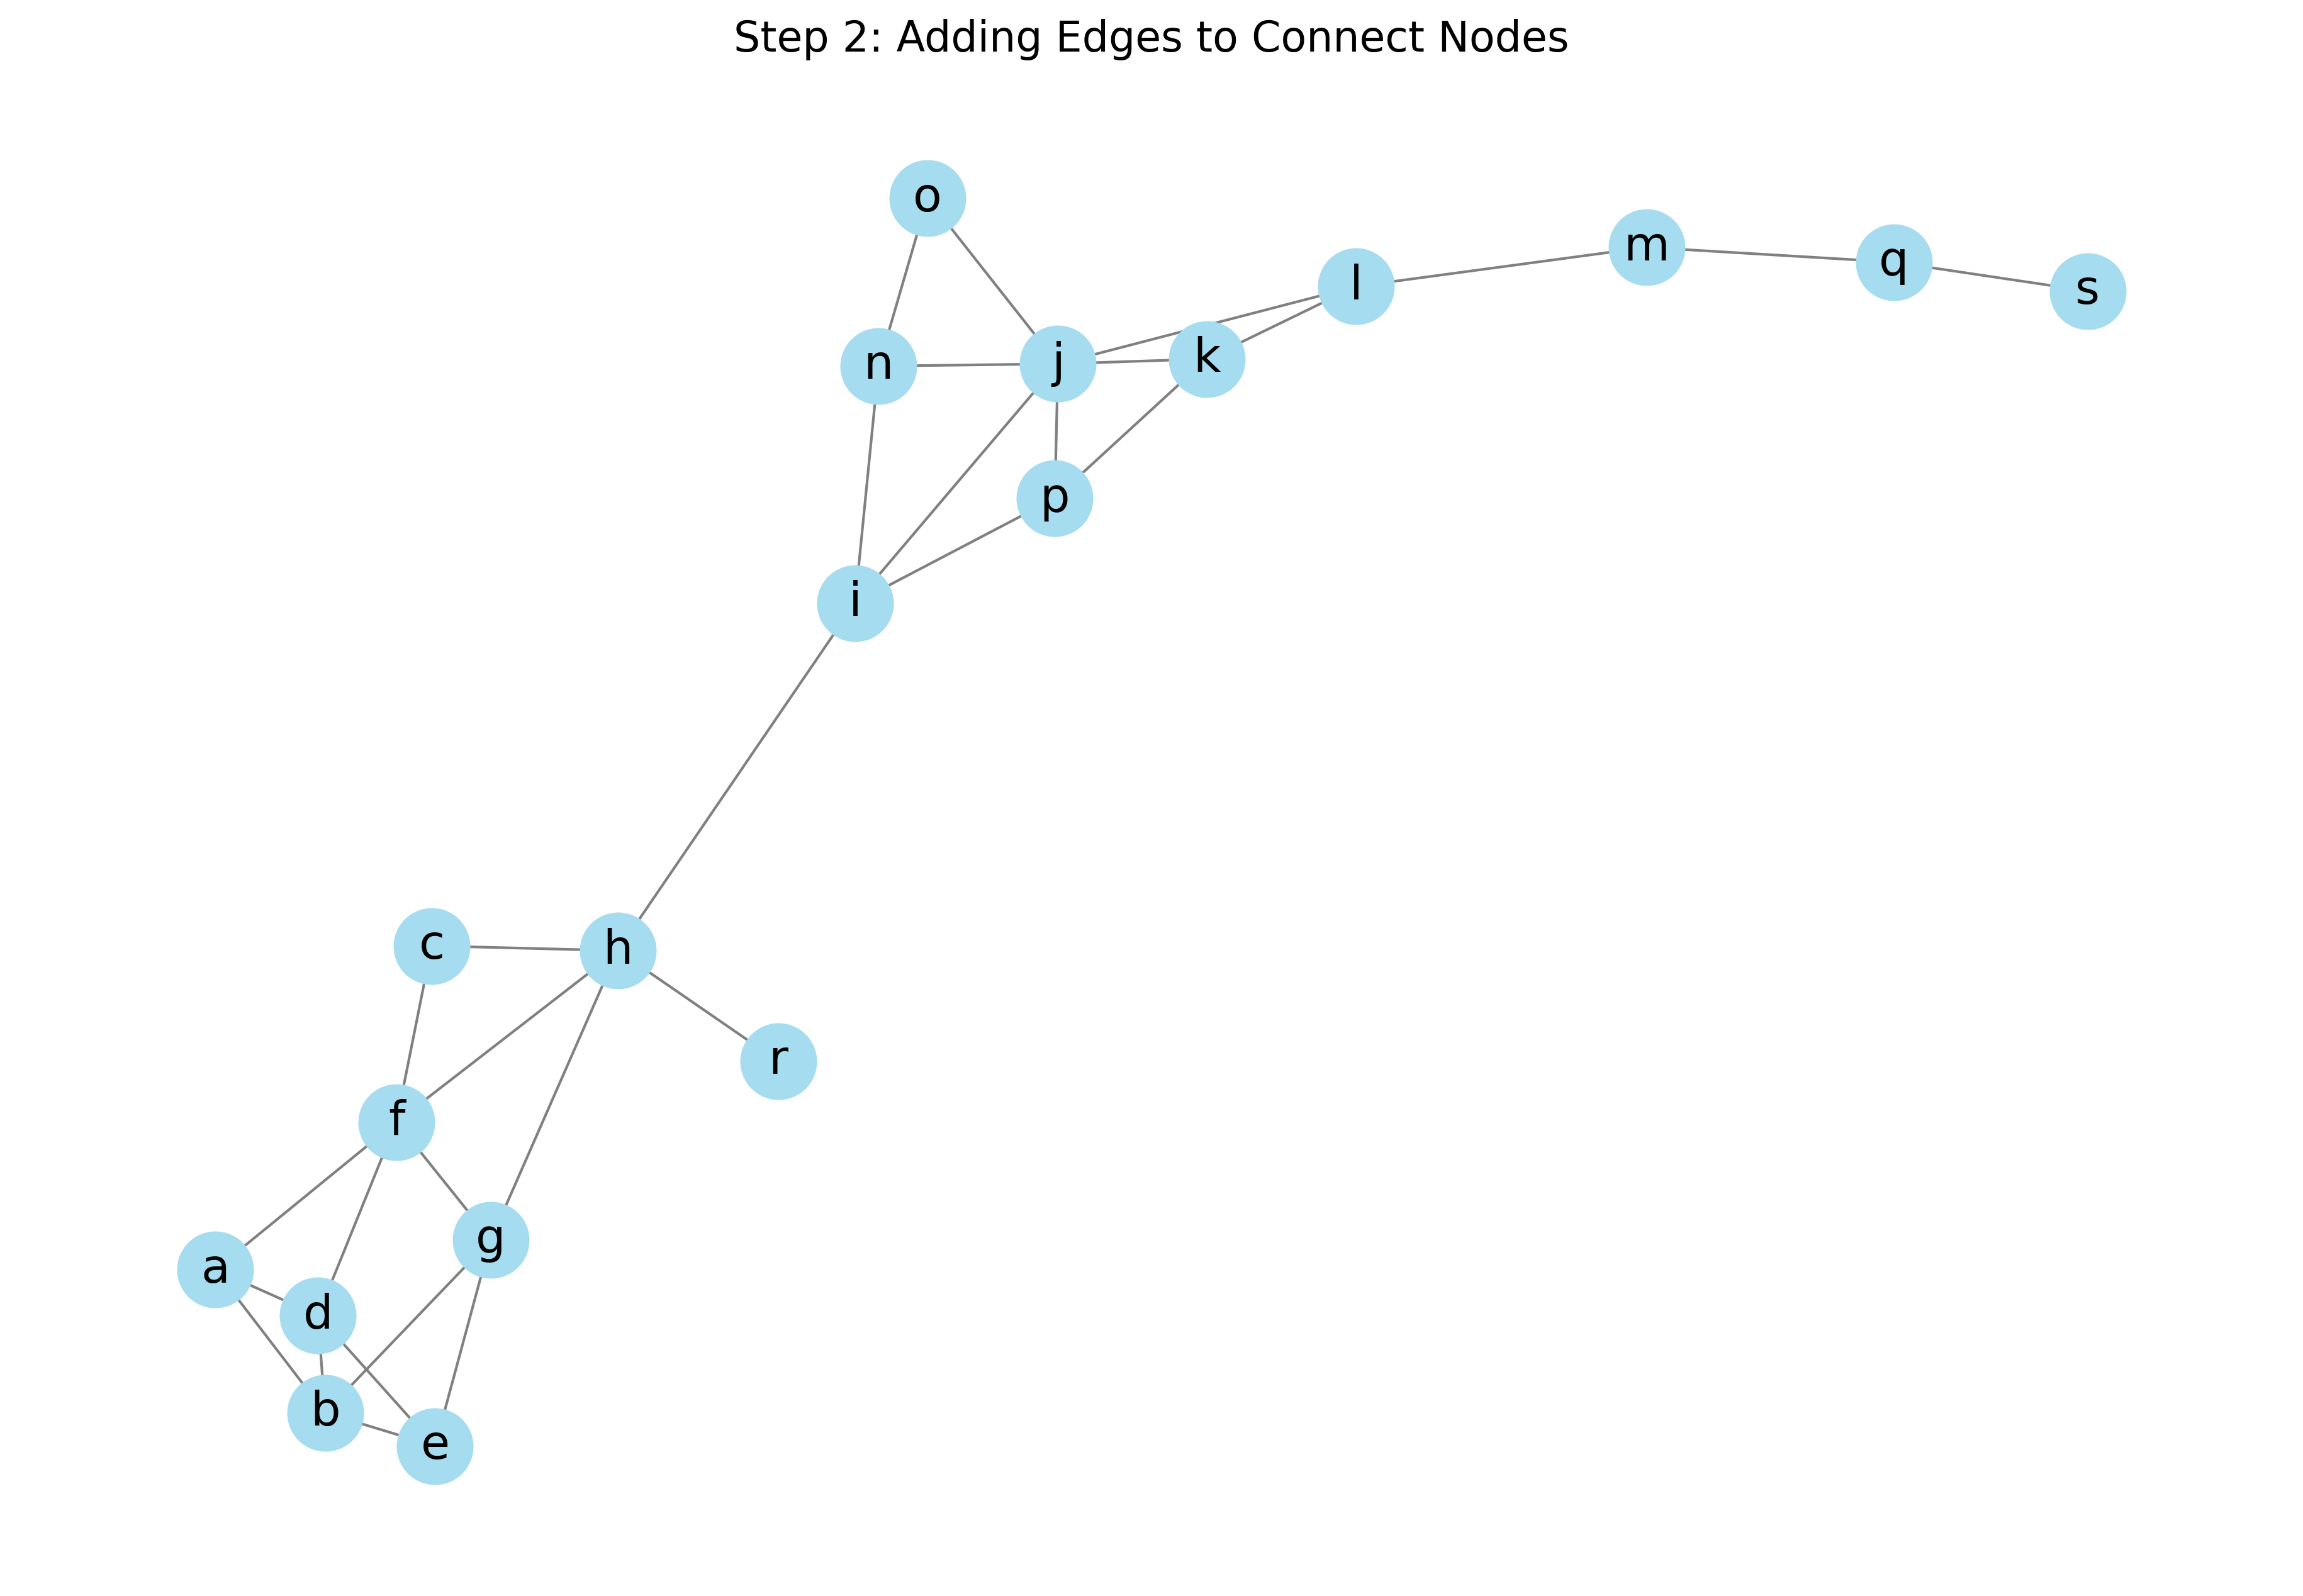 Step 2: Adding Edges to Connect Nodes
o
m
q
l
s
n
j
k
p
i
c
h
r
f
g
a
d
b
e